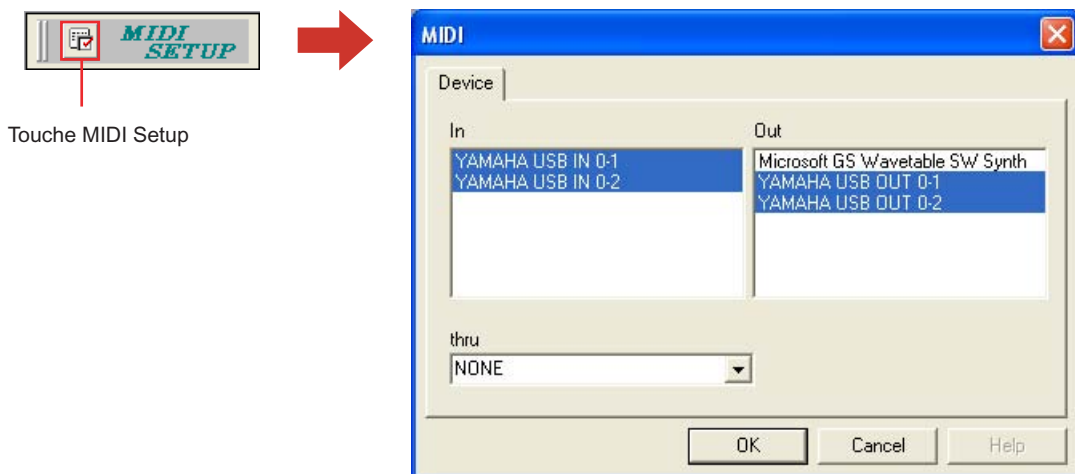 MIDI
SETUP
Touche MIDI Setup
MIDI
Device
In
YAMAHA USB IN 0-1
YAMAHA USB IN 0-2
Out
Microsoft GS Wavetable SW Synth
YAMAHA USB OUT 0-1
YAMAHA USB OUT 0-2
thru
NONE
OK
Cancel
Help